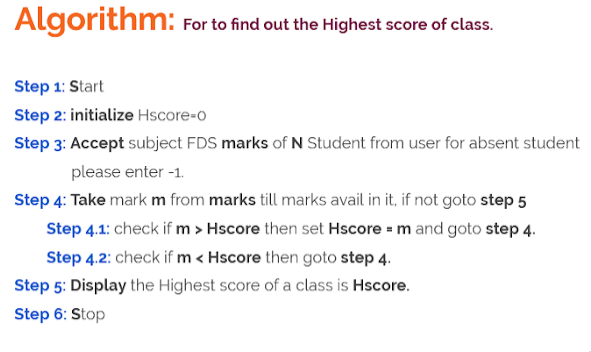 Algorithm: For to find out the Highest score of class.
Step 1: Start
Step 2: initialize Hscore=0
Step 3: Accept subject FDS marks of N Student from user for absent student
please enter -1.
Step 4: Take mark m from marks till marks avail in it, if not goto step 5
Step 4.1: check if m > Hscore then set Hscore = m and goto step 4.
Step 4.2: check if m < Hscore then goto step 4.
Step 5: Display the Highest score of a class is Hscore.
Step 6: Stop